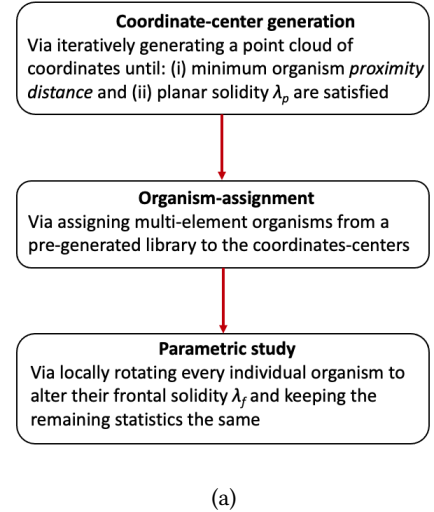 Coordinate-center generation
Via iteratively generating a point cloud of
coordinates until: (i) minimum organism proximity
distance and (ii) planar solidity λp are satisfied
Organism-assignment
Via assigning multi-element organisms from a
pre-generated library to the coordinates-centers
Parametric study
Via locally rotating every individual organism to
alter their frontal solidity λf and keeping the
remaining statistics the same
(a)